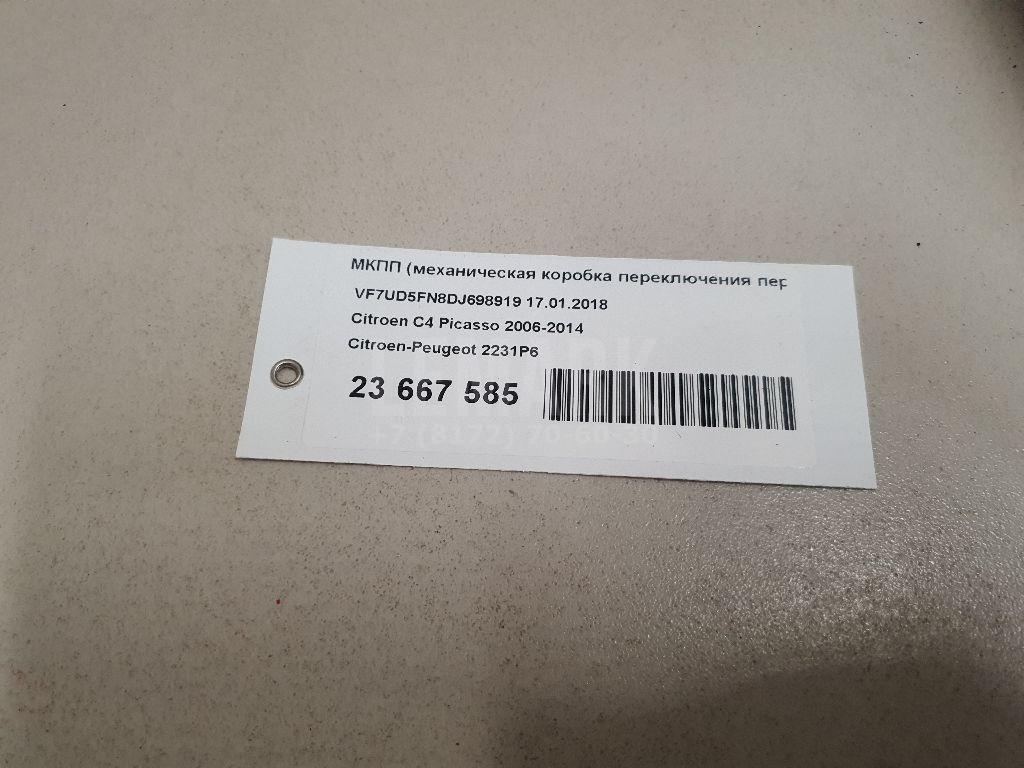 МКПП (механическая коробка переключения пер
VF7UD5FN8DJ698919 17.01.2018
Citroen C4 Picasso 2006-2014
Citroen-Peugeot 2231P6
23 667 585